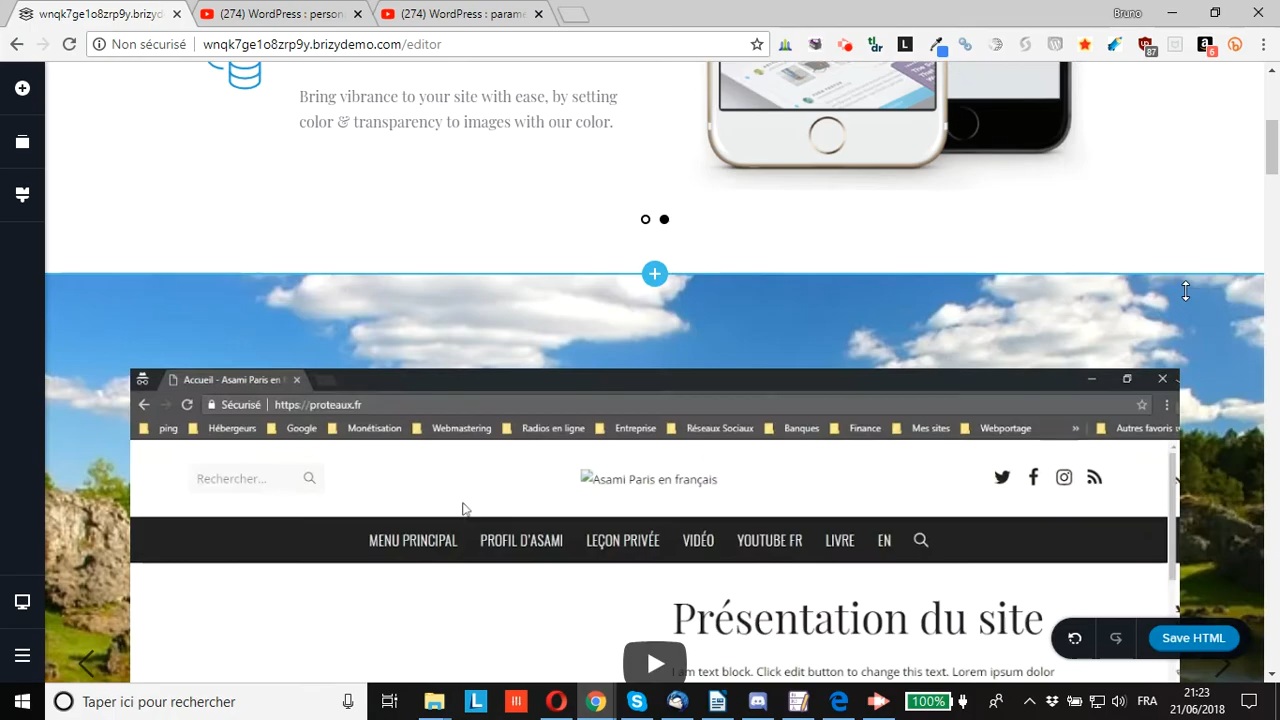 wnqk7ge1o8zrp9y.brizyd
(274) WordPress : person
(274) WordPress : parame
Bruno
Non sécurisé
wnqk7ge1o8zrp9y.brizydemo.com/editor
tl;dr
L
87
a
6
Bring vibrance to your site with ease, by setting
color & transparency to images with our color.
Accueil - Asami Paris en
Sécurisé
https://proteaux.fr
ping
Hébergeurs
Google
Monétisation
Webmastering
Radios en ligne
Entreprise
Réseaux Sociaux
Banques
Finance
Mes sites
Webportage
»
Autres favoris
Rechercher...
Asami Paris en français
MENU PRINCIPAL
PROFIL D'ASAMI
LEÇON PRIVÉE
VIDÉO
YOUTUBE FR
LIVRE
EN
Présentation du site
am text block. Click edit button to change this text. Lorem ipsum dolor
Save HTML
Taper ici pour rechercher
L
100%
FRA
21:23
21/06/2018